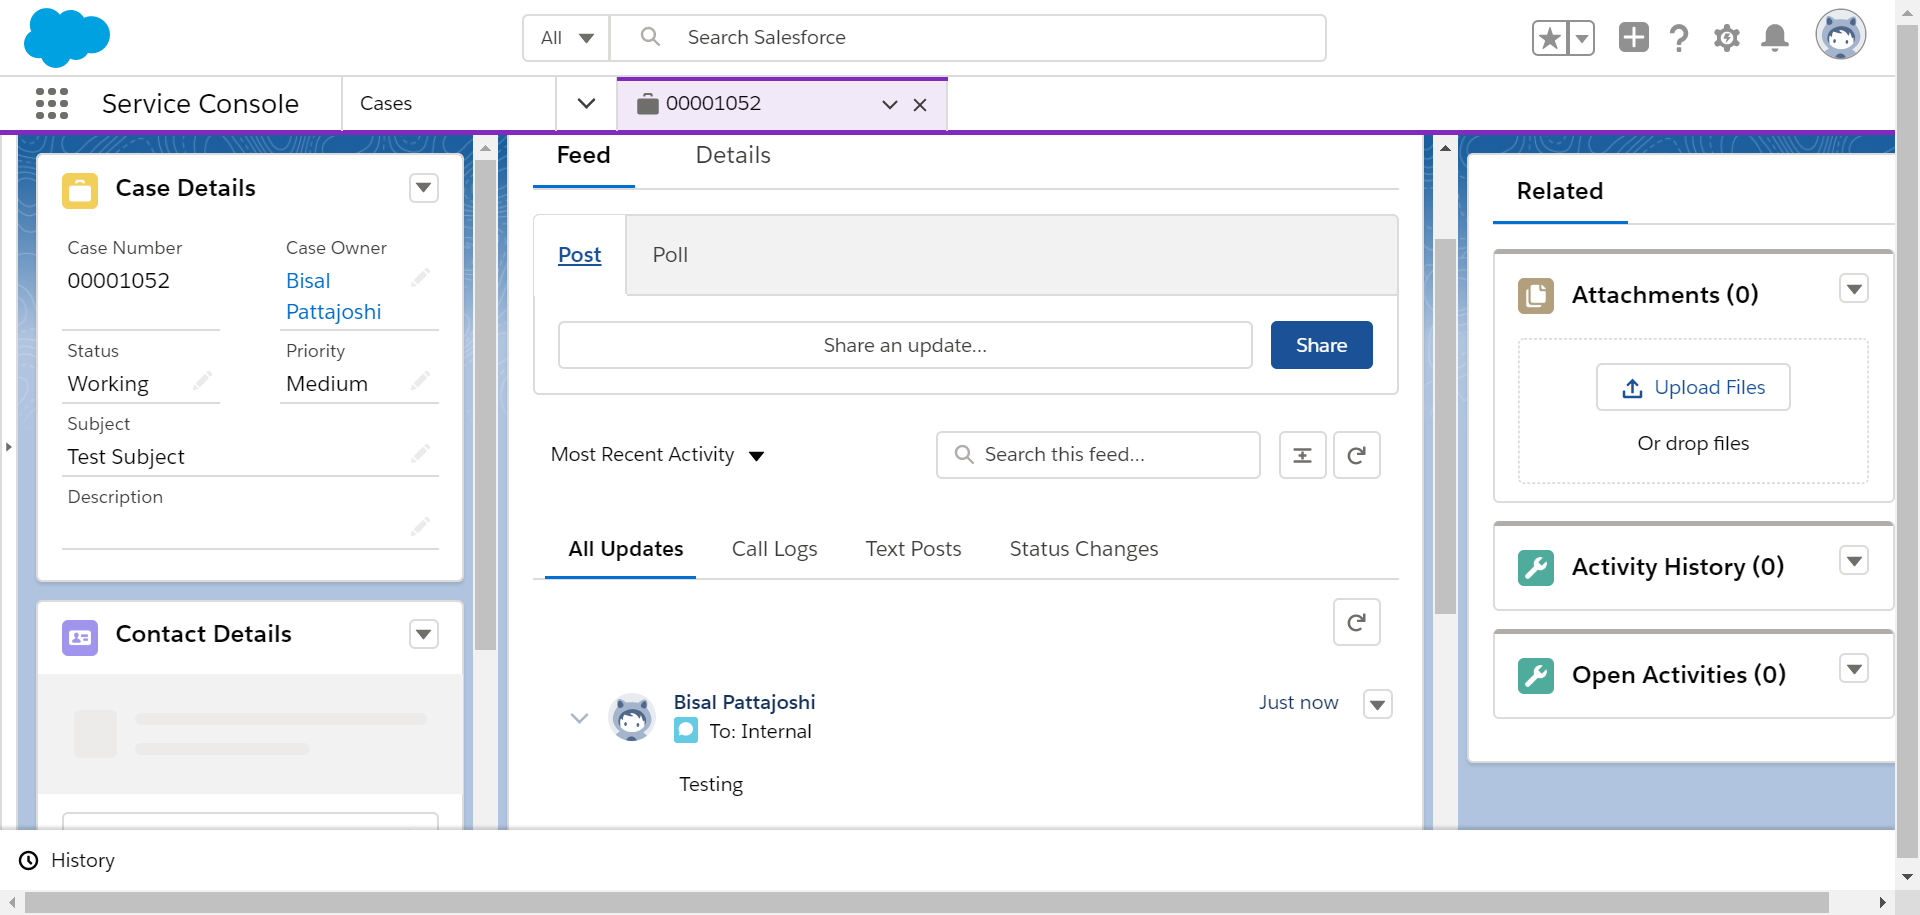 All
Search Salesforce
Service Console
Cases
00001052
Case Details
Case Number
Case Owner
00001052
Bisal
Pattajoshi
Status
Priority
Working
Medium
Subject
Test Subject
Description
Contact Details
Feed
Details
Post
Poll
Share an update...
Share
Most Recent Activity
Search this feed...
All Updates
Call Logs
Text Posts
Status Changes
Bisal Pattajoshi
Just now
To: Internal
Testing
Related
Attachments (0)
Upload Files
Or drop files
Activity History (0)
Open Activities (0)
History